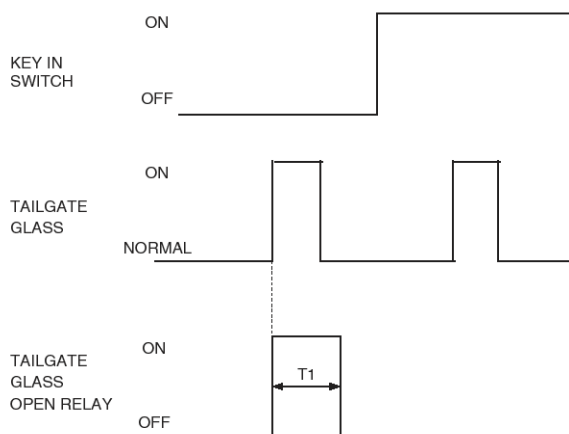 ON
KEY IN
SWITCH
OFF
ON
TAILGATE
GLASS
NORMAL
ON
TAILGATE
GLASS
OPEN RELAY
T1
OFF